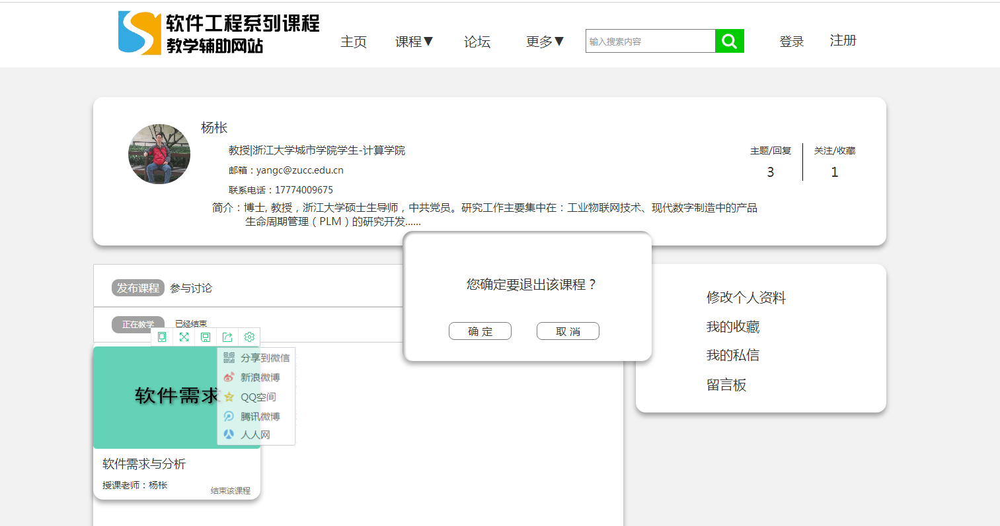 软件工程系列课程
教学辅助网站
主页 课程▼ 论坛 更多▼ 输入搜索内容 登录 注册
杨枨
教授|浙江大学城市学院学生-计算学院
邮箱：yangc@zucc.edu.cn
联系电话：17774009675
主题/回复 关注/收藏
3 1
简介：博士, 教授，浙江大学硕士生导师，中共党员。研究工作主要集中在：工业物联网技术、现代数字制造中的产品
生命周期管理（PLM）的研究开发......
发布课程 参与讨论
正在教学 已经结束
您确定要退出该课程？
确 定 取 消
修改个人资料
我的收藏
我的私信
留言板
软件需求
分享到微信
新浪微博
QQ空间
腾讯微博
人人网
软件需求与分析
授课老师：杨枨
结束该课程